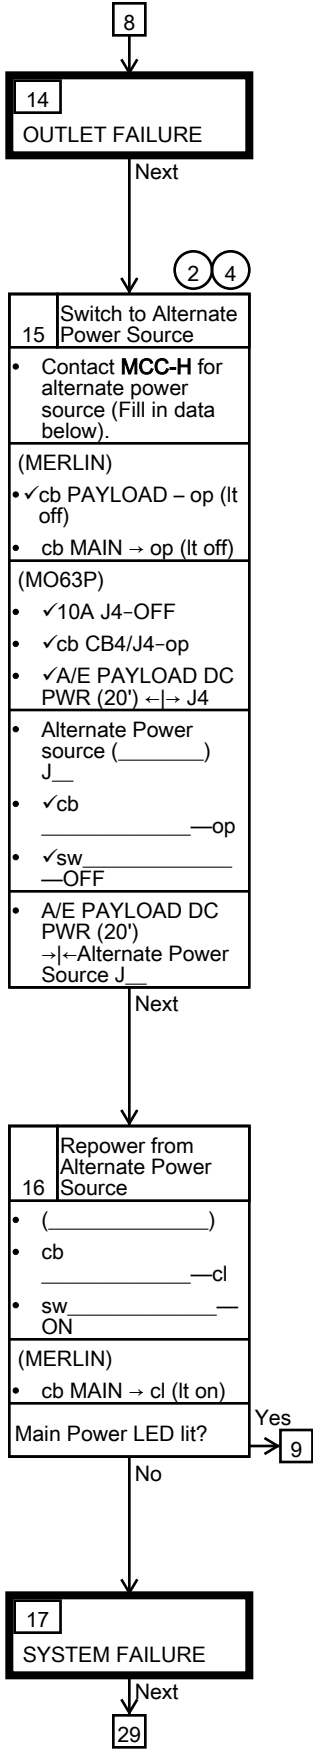 8
14
OUTLET FAILURE
Next
2 4
15 Switch to Alternate
Power Source
• Contact MCC-H for
alternate power
source (Fill in data
below).
(MERLIN)
• ✓cb PAYLOAD – op (lt
off)
• cb MAIN → op (lt off)
(MO63P)
• ✓10A J4−OFF
• ✓cb CB4/J4−op
• ✓A/E PAYLOAD DC
PWR (20') ←|→ J4
• Alternate Power
source (________)
J__
• ✓cb
______________—op
• ✓sw______________
—OFF
• A/E PAYLOAD DC
PWR (20')
→|←Alternate Power
Source J__
Next
16 Repower from
Alternate Power
Source
• (_______________)
• cb
______________—cl
• sw______________—
ON
(MERLIN)
• cb MAIN → cl (lt on)
Main Power LED lit?
Yes
9
No
17
SYSTEM FAILURE
Next
29